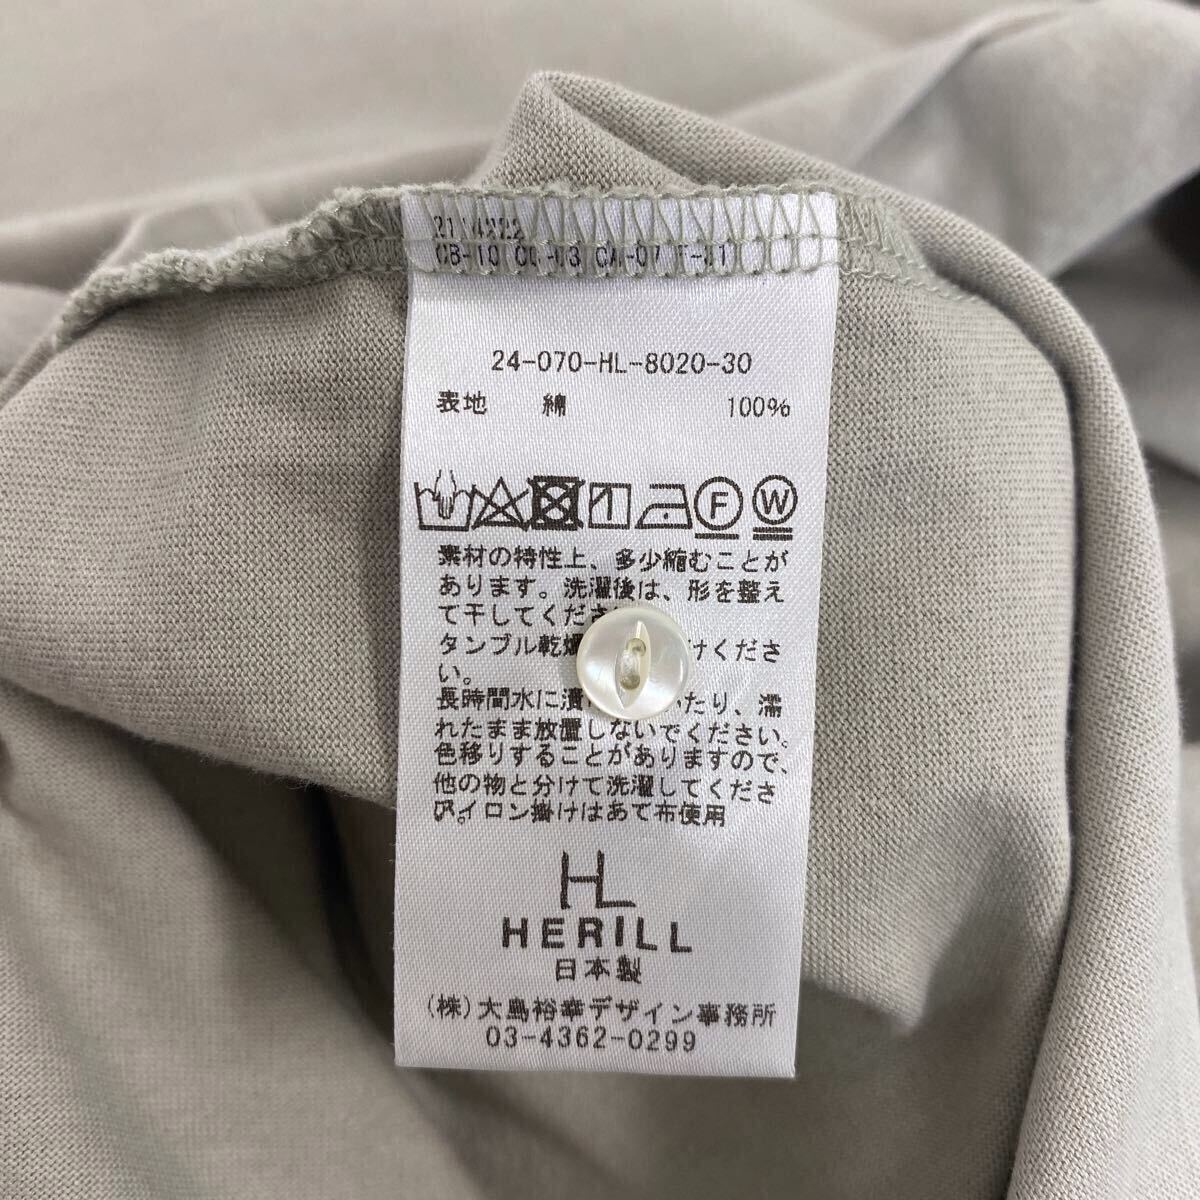 24-070-HL-8020-30
表地 綿 100%
F W
素材の特性上、多少縮むことが
あります。洗濯後は、形を整え
て干してくださ
タンブル乾燥 けくださ
い。
長時間水に漬 いたり、濡
れたまま放置しないでください。
色移りすることがありますので、
他の物と分けて洗濯してくださ
い。アイロン掛けはあて布使用
HL
HERILL
日本製
(株)大島裕幸デザイン事務所
03-4362-0299